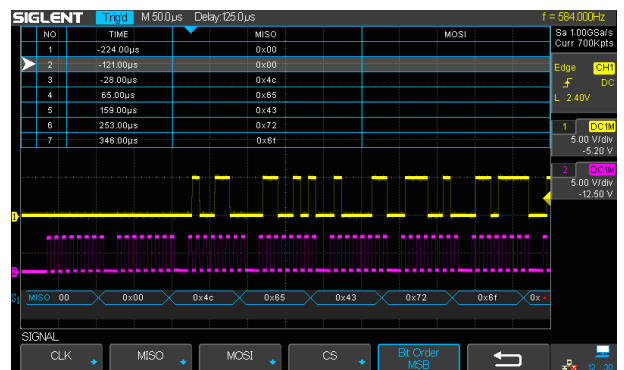 SIGLENT Trig'd M 50.0µs Delay:125.0µs f = 584.000Hz
Sa 1.00GSa/s
Curr 700Kpts
NO TIME MISO MOSI
1 -224.00µs 0x00
2 -121.00µs 0x00
3 -28.00µs 0x4c
4 65.00µs 0x65
5 159.00µs 0x43
6 253.00µs 0x72
7 346.00µs 0x6f
Edge CH1
DC
L 2.40V
1 DC1M
5.00 V/div
-5.20 V
2 DC1M
5.00 V/div
-12.50 V
1
S1 MISO 00 0x00 0x4c 0x65 0x43 0x72 0x6f 0x
SIGNAL
CLK MISO MOSI CS Bit Order
MSB
12:30